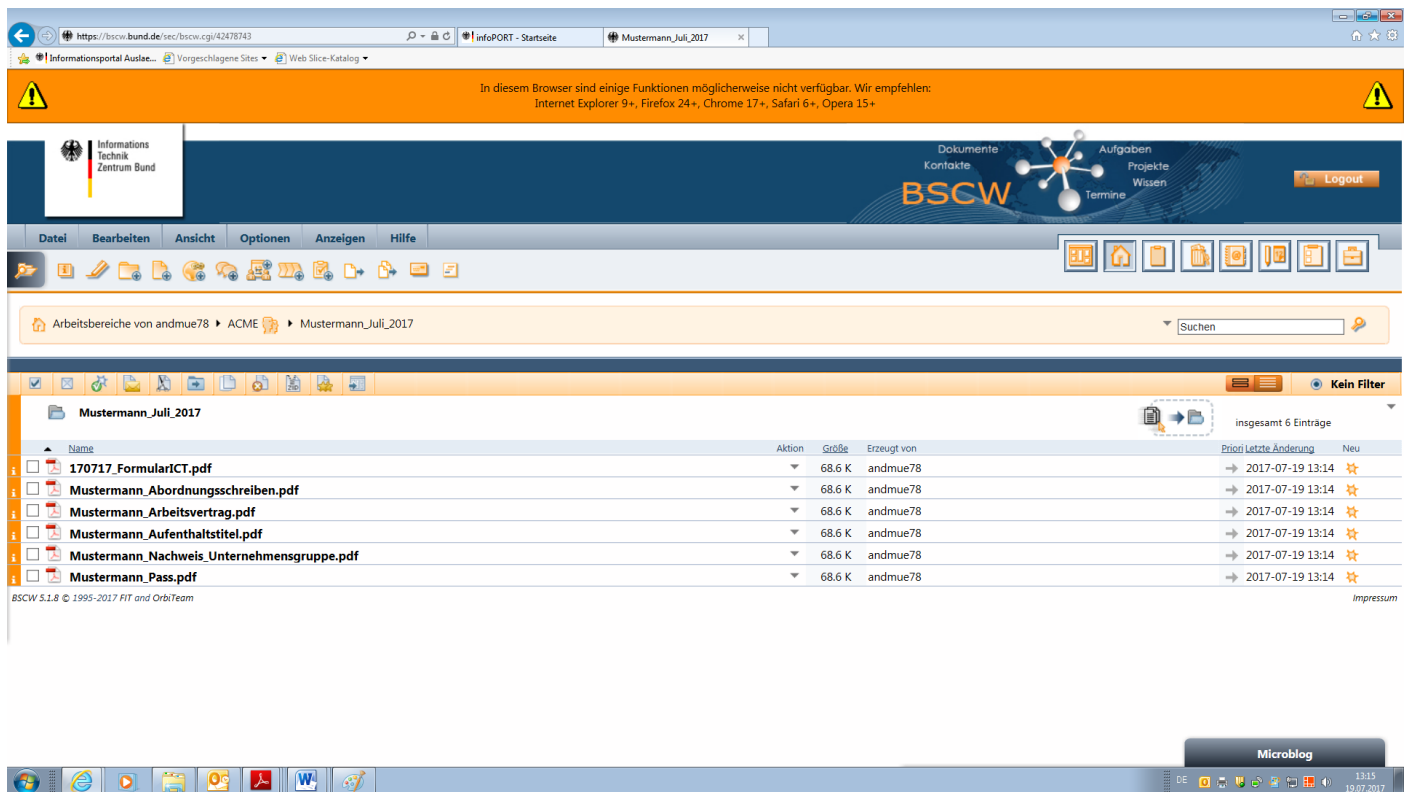 https://bscw.bund.de/sec/bscw.cgi/42478743
infoPORT - Startseite
Mustermann_Juli_2017
Informationsportal Auslae...
Vorgeschlagene Sites
Web Slice-Katalog
In diesem Browser sind einige Funktionen möglicherweise nicht verfügbar. Wir empfehlen:
Internet Explorer 9+, Firefox 24+, Chrome 17+, Safari 6+, Opera 15+
Informations
Technik
Zentrum Bund
Dokumente
Kontakte
BSCW
Aufgaben
Projekte
Wissen
Termine
Logout
Datei Bearbeiten Ansicht Optionen Anzeigen Hilfe
Arbeitsbereiche von andmue78 ACME Mustermann_Juli_2017
Suchen
Kein Filter
Mustermann_Juli_2017
insgesamt 6 Einträge
Name Aktion Größe Erzeugt von Priori Letzte Änderung Neu
170717_FormularICT.pdf 68.6 K andmue78 2017-07-19 13:14
Mustermann_Abordnungsschreiben.pdf 68.6 K andmue78 2017-07-19 13:14
Mustermann_Arbeitsvertrag.pdf 68.6 K andmue78 2017-07-19 13:14
Mustermann_Aufenthaltstitel.pdf 68.6 K andmue78 2017-07-19 13:14
Mustermann_Nachweis_Unternehmensgruppe.pdf 68.6 K andmue78 2017-07-19 13:14
Mustermann_Pass.pdf 68.6 K andmue78 2017-07-19 13:14
BSCW 5.1.8 © 1995-2017 FIT and OrbiTeam
Impressum
Microblog
DE
13:15
19.07.2017